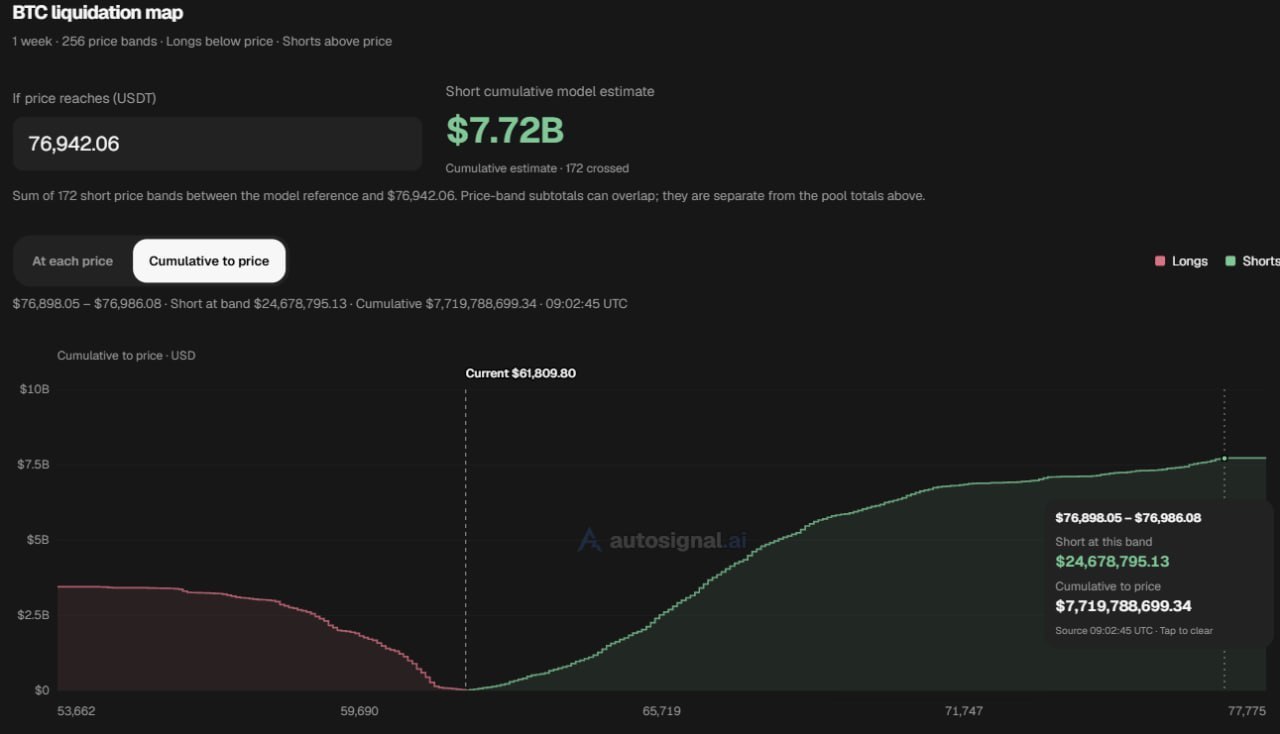 BTC liquidation map
1 week · 256 price bands · Longs below price · Shorts above price
If price reaches (USDT)
76,942.06
Short cumulative model estimate
$7.72B
Cumulative estimate · 172 crossed
Sum of 172 short price bands between the model reference and $76,942.06. Price-band subtotals can overlap; they are separate from the pool totals above.
At each price
Cumulative to price
Longs
Shorts
$76,898.05 – $76,986.08 · Short at band $24,678,795.13 · Cumulative $7,719,788,699.34 · 09:02:45 UTC
Cumulative to price · USD
Current $61,809.80
$10B
$7.5B
$5B
$2.5B
$0
autosignal.ai
$76,898.05 – $76,986.08
Short at this band
$24,678,795.13
Cumulative to price
$7,719,788,699.34
Source 09:02:45 UTC · Tap to clear
53,662
59,690
65,719
71,747
77,775